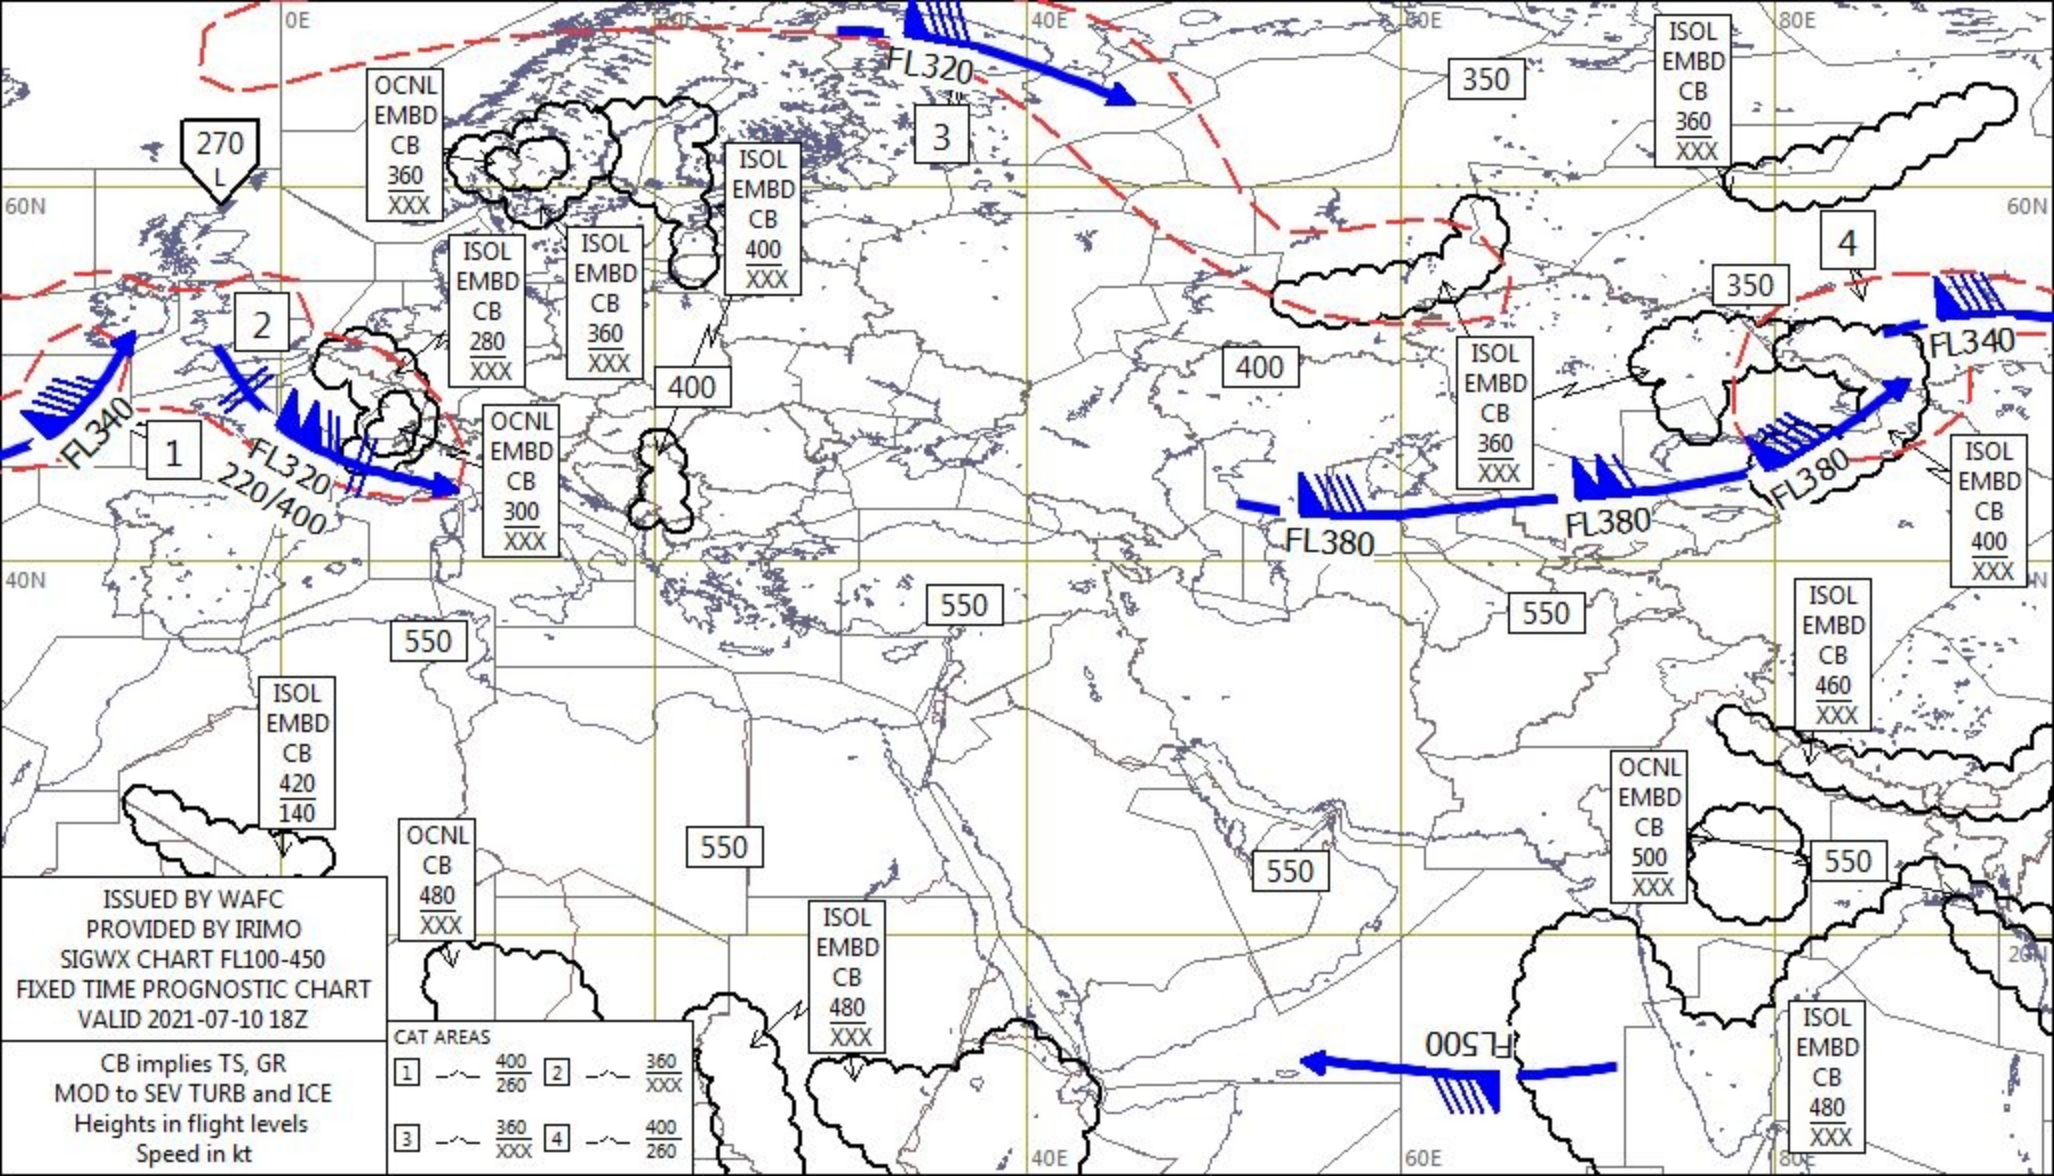 0E
20E
40E
60E
80E
FL320
350
ISOL
EMBD
CB
360
XXX
OCNL
EMBD
CB
360
XXX
3
270
L
ISOL
EMBD
CB
400
XXX
60N
60N
4
ISOL
EMBD
CB
280
XXX
ISOL
EMBD
CB
360
XXX
350
2
FL340
ISOL
EMBD
CB
360
XXX
400
400
FL340
1
FL320
220/400
OCNL
EMBD
CB
300
XXX
FL380
FL380
FL380
ISOL
EMBD
CB
400
XXX
40N
N
550
550
550
ISOL
EMBD
CB
460
XXX
ISOL
EMBD
CB
420
140
OCNL
EMBD
CB
500
XXX
OCNL
CB
480
XXX
550
550
550
ISOL
EMBD
CB
480
XXX
20N
ISOL
EMBD
CB
480
XXX
FL500
ISSUED BY WAFC
PROVIDED BY IRIMO
SIGWX CHART FL100-450
FIXED TIME PROGNOSTIC CHART
VALID 2021-07-10 18Z
CB implies TS, GR
MOD to SEV TURB and ICE
Heights in flight levels
Speed in kt
CAT AREAS
1 400
260
2 360
XXX
3 360
XXX
4 400
260
40E
60E
80E